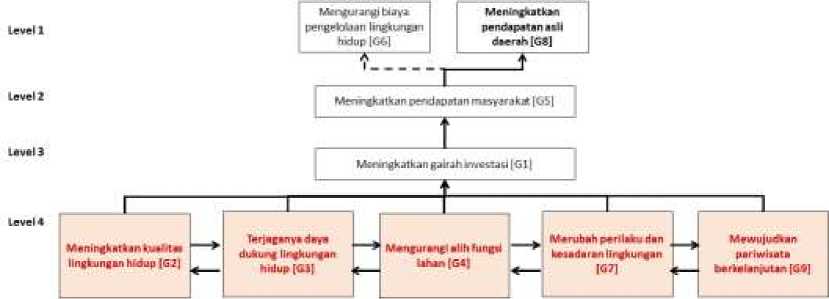 Level 1
Mengurangi biaya
pengelolaan lingkungan
hidup [G6]
Meningkatkan
pendapatan asli
daerah [G8]
Level 2
Meningkatkan pendapatan masyarakat [G5]
Level 3
Meningkatkan gairah investasi [G1]
Level 4
Meningkatkan kualitas
lingkungan hidup [G2]
Terjaganya daya
dukung lingkungan
hidup [G3]
Mengurangi alih fungsi
lahan [G4]
Merubah perilaku dan
kesadaran lingkungan
[G7]
Mewujudkan
pariwisata
berkelanjutan [G9]